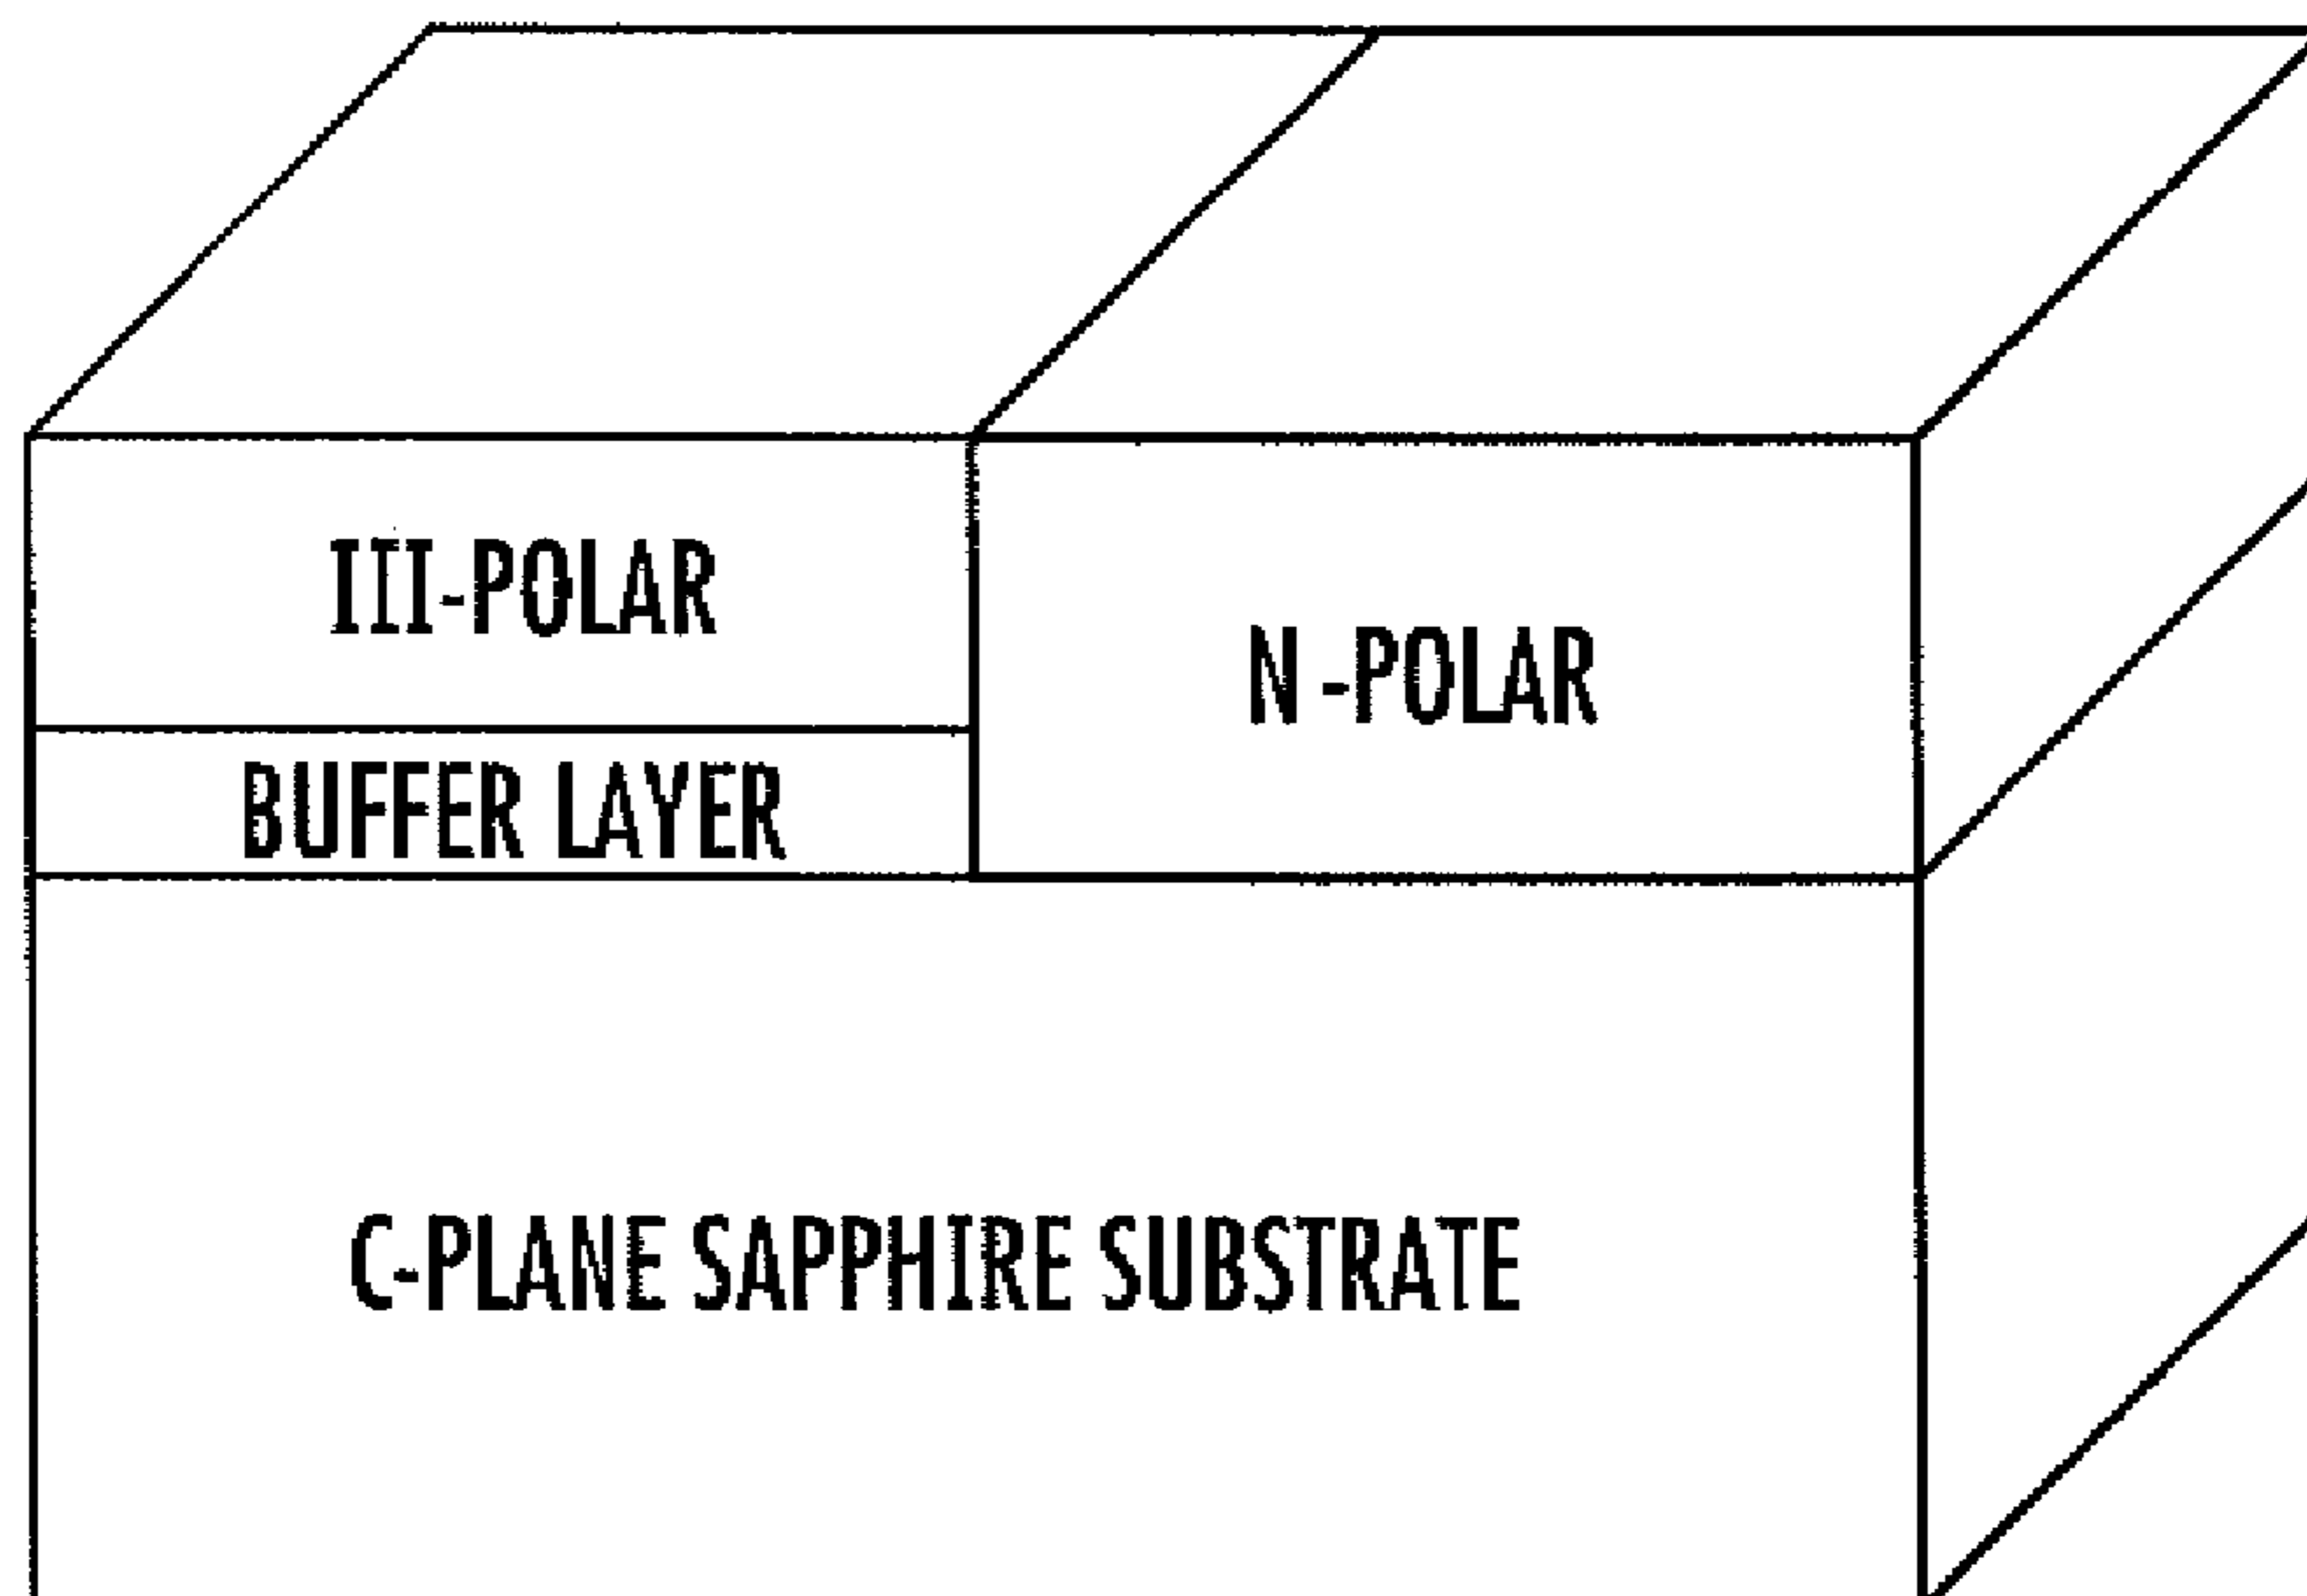 III-POLAR
N-POLAR
BUFFER LAYER
C-PLANE SAPPHIRE SUBSTRATE